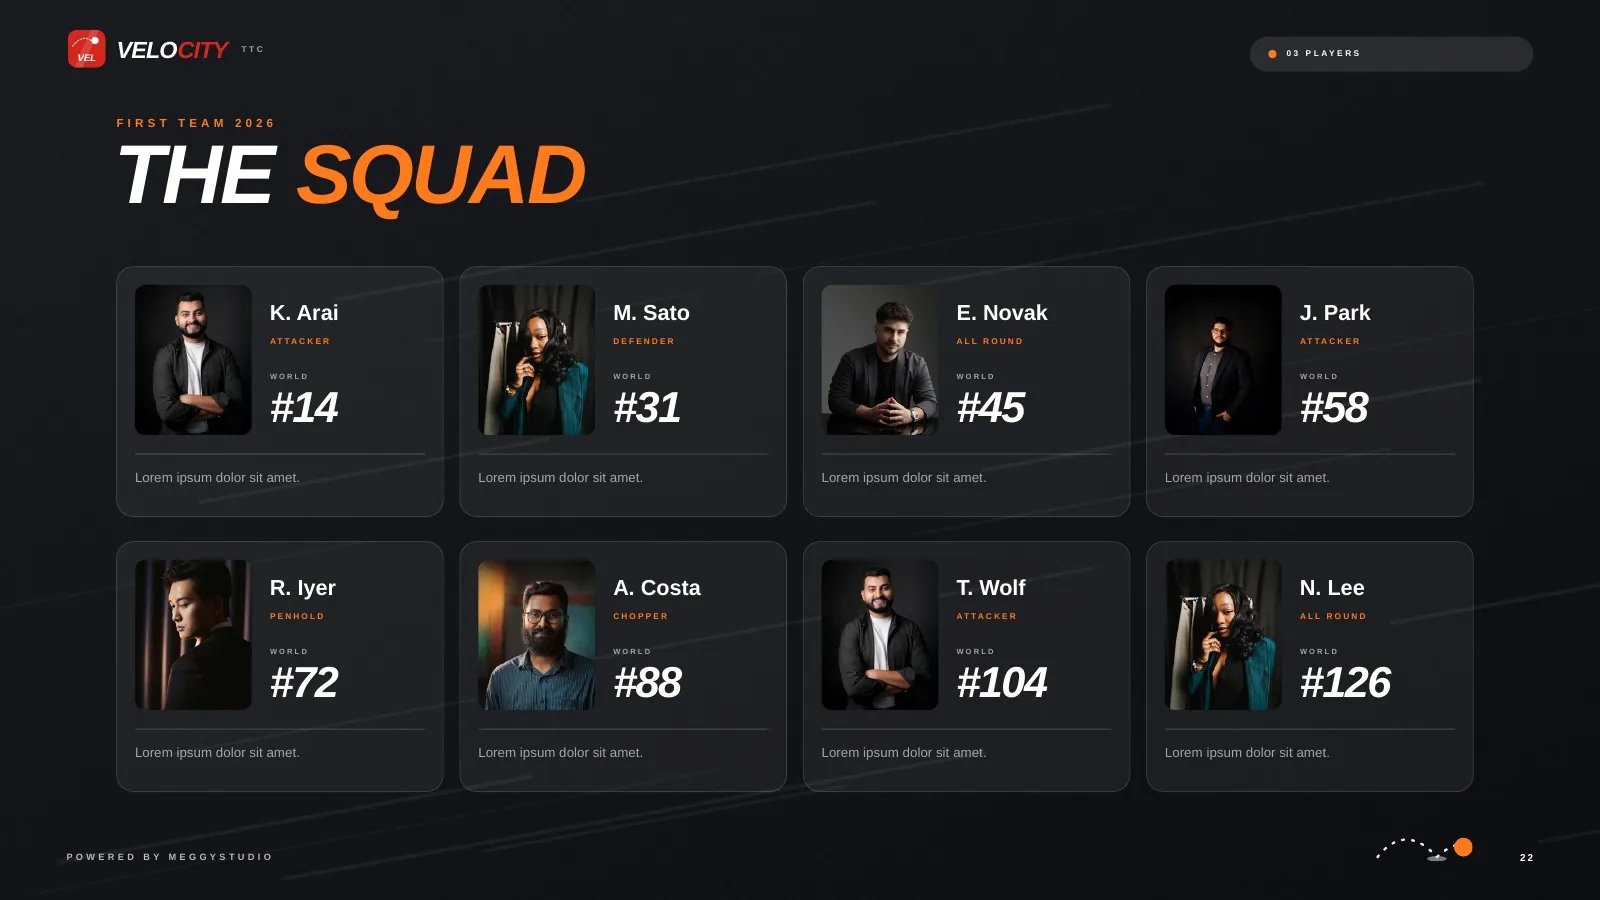 VEL
VELOCITY TTC
03 PLAYERS
FIRST TEAM 2026
THE SQUAD
K. Arai
ATTACKER
WORLD
#14
Lorem ipsum dolor sit amet.
M. Sato
DEFENDER
WORLD
#31
Lorem ipsum dolor sit amet.
E. Novak
ALL ROUND
WORLD
#45
Lorem ipsum dolor sit amet.
J. Park
ATTACKER
WORLD
#58
Lorem ipsum dolor sit amet.
R. Iyer
PENHOLD
WORLD
#72
Lorem ipsum dolor sit amet.
A. Costa
CHOPPER
WORLD
#88
Lorem ipsum dolor sit amet.
T. Wolf
ATTACKER
WORLD
#104
Lorem ipsum dolor sit amet.
N. Lee
ALL ROUND
WORLD
#126
Lorem ipsum dolor sit amet.
POWERED BY MEGGYSTUDIO
22